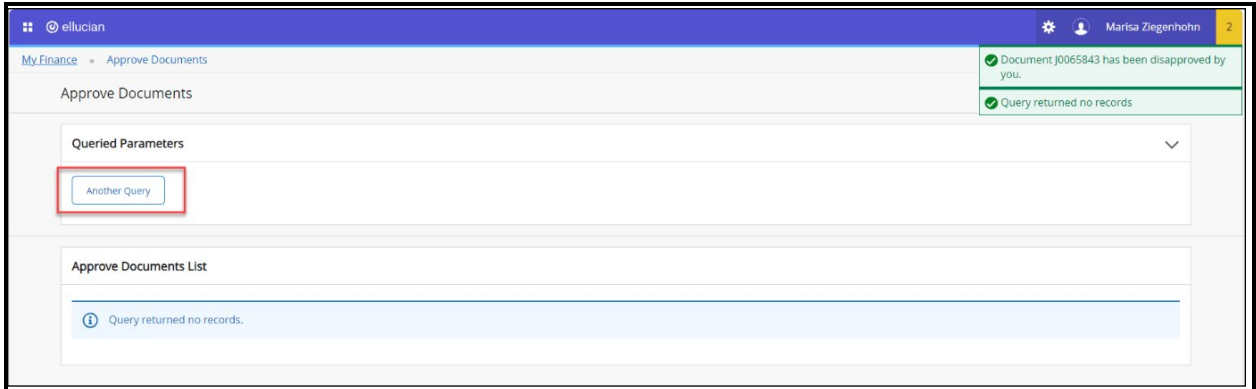 ellucian
Marisa Ziegenhohn
2
My Finance • Approve Documents
Document J0065843 has been disapproved by
you.
Query returned no records
Approve Documents
Queried Parameters
Another Query
Approve Documents List
Query returned no records.